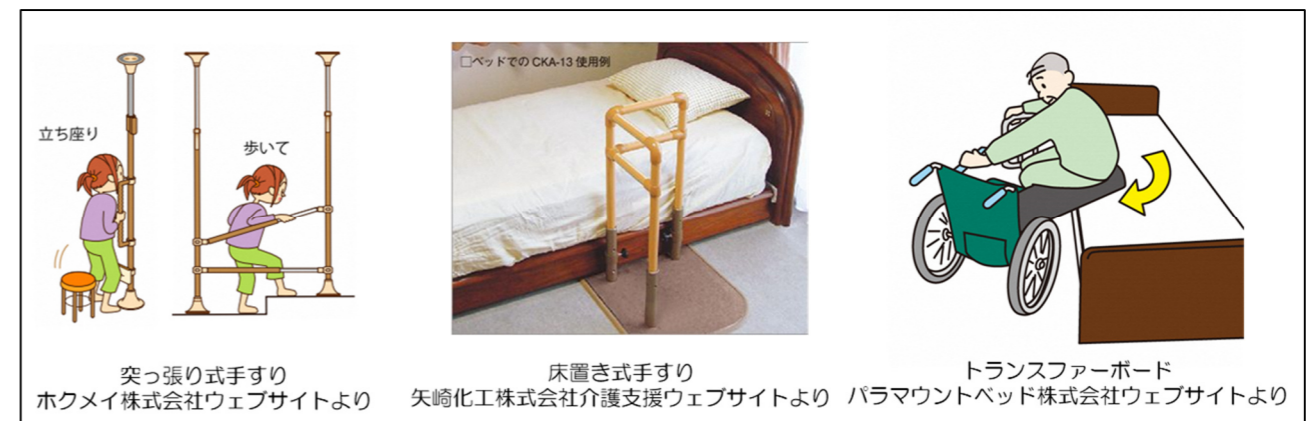 立ち座り
歩いて
□ベッドでのCKA-13使用例
突っ張り式手すり
ホクメイ株式会社ウェブサイトより
床置き式手すり
矢崎化工株式会社介護支援ウェブサイトより
トランスファーボード
パラマウントベッド株式会社ウェブサイトより